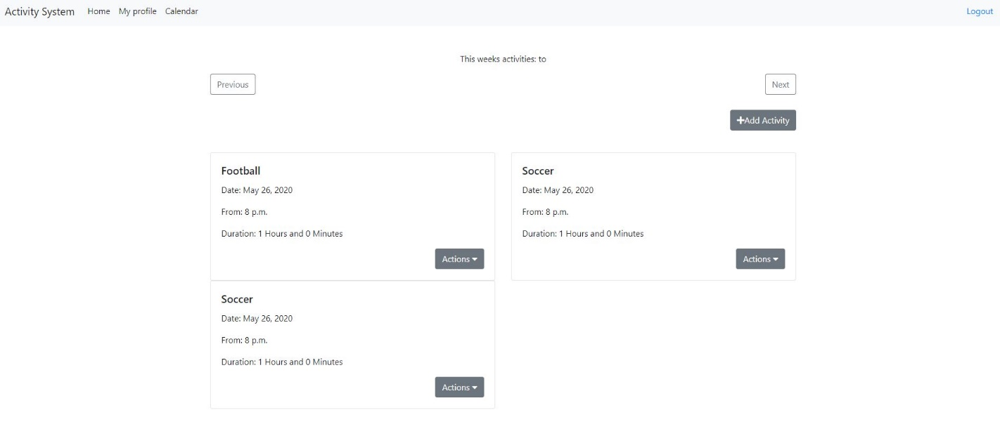 Activity System Home My profile Calendar Logout
This weeks activities: to
Previous Next
+Add Activity
Football
Date: May 26, 2020
From: 8 p.m.
Duration: 1 Hours and 0 Minutes
Actions
Soccer
Date: May 26, 2020
From: 8 p.m.
Duration: 1 Hours and 0 Minutes
Actions
Soccer
Date: May 26, 2020
From: 8 p.m.
Duration: 1 Hours and 0 Minutes
Actions